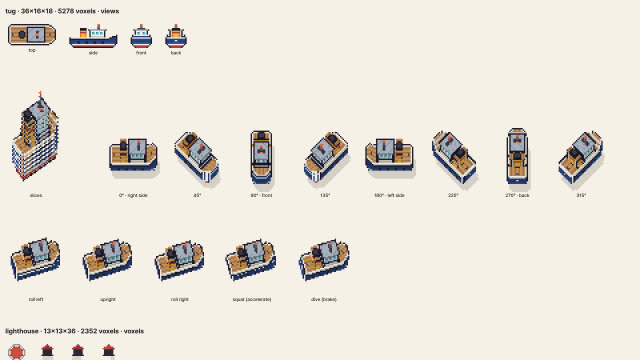 tug · 36×16×18 · 5278 voxels · views
top
side
front
back
slices
0° · right side
45°
90° · front
135°
180° · left side
225°
270° · back
315°
roll left
upright
roll right
squat (accelerate)
dive (brake)
lighthouse · 13×13×36 · 2352 voxels · voxels